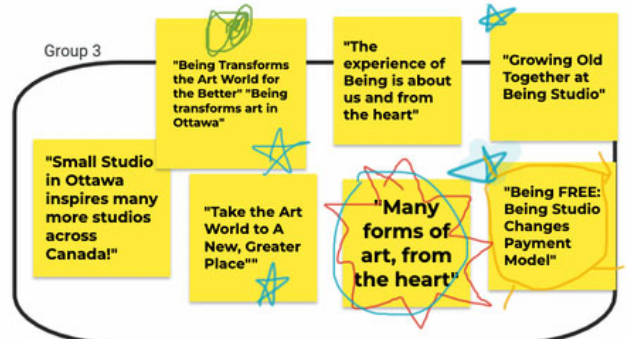 Group 3
"Being Transforms
the Art World for
the Better" "Being
transforms art in
Ottawa"
"The
experience of
Being is about
us and from
the heart"
"Growing Old
Together at
Being Studio"
"Small Studio
in Ottawa
inspires many
more studios
across
Canada!"
"Take the Art
World to A
New, Greater
Place""
"Many
forms of
art, from
the heart"
"Being FREE:
Being Studio
Changes
Payment
Model"